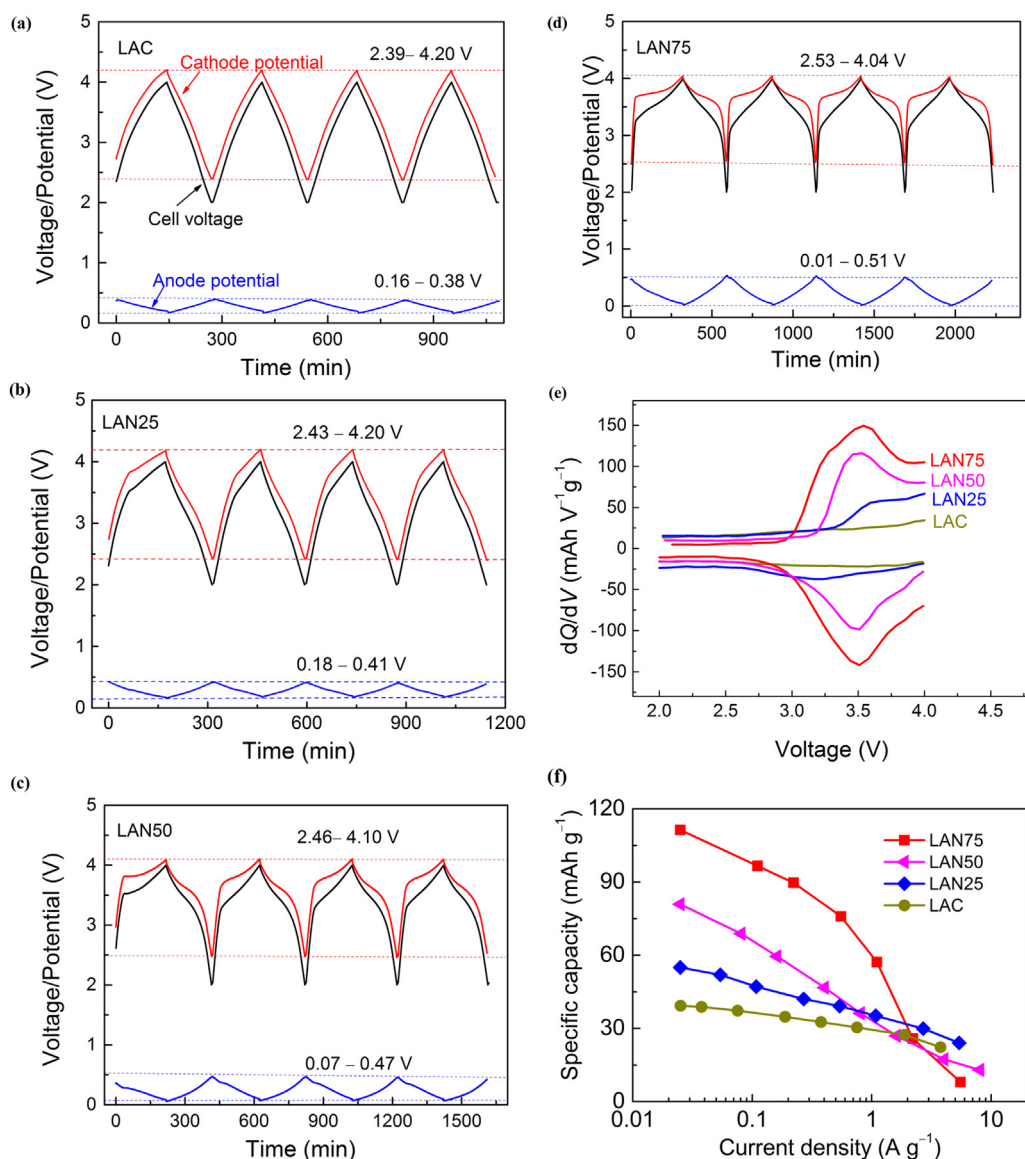 (a)
LAC
Cathode potential
2.39– 4.20 V
Cell voltage
Anode potential
0.16 – 0.38 V
Voltage/Potential (V)
5
4
3
2
1
0
0 300 600 900
Time (min)
(d)
LAN75
2.53 – 4.04 V
0.01 – 0.51 V
Voltage/Potential (V)
5
4
3
2
1
0
0 500 1000 1500 2000
Time (min)
(b)
LAN25
2.43 – 4.20 V
0.18 – 0.41 V
Voltage/Potential (V)
5
4
3
2
1
0
0 300 600 900 1200
Time (min)
(e)
LAN75
LAN50
LAN25
LAC
dQ/dV (mAh V⁻¹g⁻¹)
150
100
50
0
-50
-100
-150
2.0 2.5 3.0 3.5 4.0 4.5
Voltage (V)
(c)
LAN50
2.46– 4.10 V
0.07 – 0.47 V
Voltage/Potential (V)
5
4
3
2
1
0
0 300 600 900 1200 1500
Time (min)
(f)
LAN75
LAN50
LAN25
LAC
Specific capacity (mAh g⁻¹)
120
90
60
30
0
0.01 0.1 1 10
Current density (A g⁻¹)